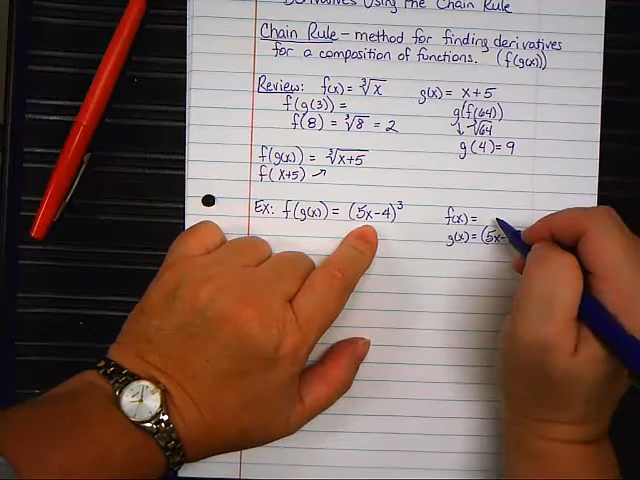 Derivatives Using the Chain Rule
Chain Rule - method for finding derivatives
for a composition of functions. (f(g(x))
Review: f(x) = ∛x g(x) = x + 5
f(g(3)) = g(f(64))
f(8) = ∛8 = 2 ↓ ∛64
g(4) = 9
f(g(x)) = ∛x+5
f(x+5) ↗
Ex: f(g(x) = (5x-4)³ f(x) =
g(x) = (5x-